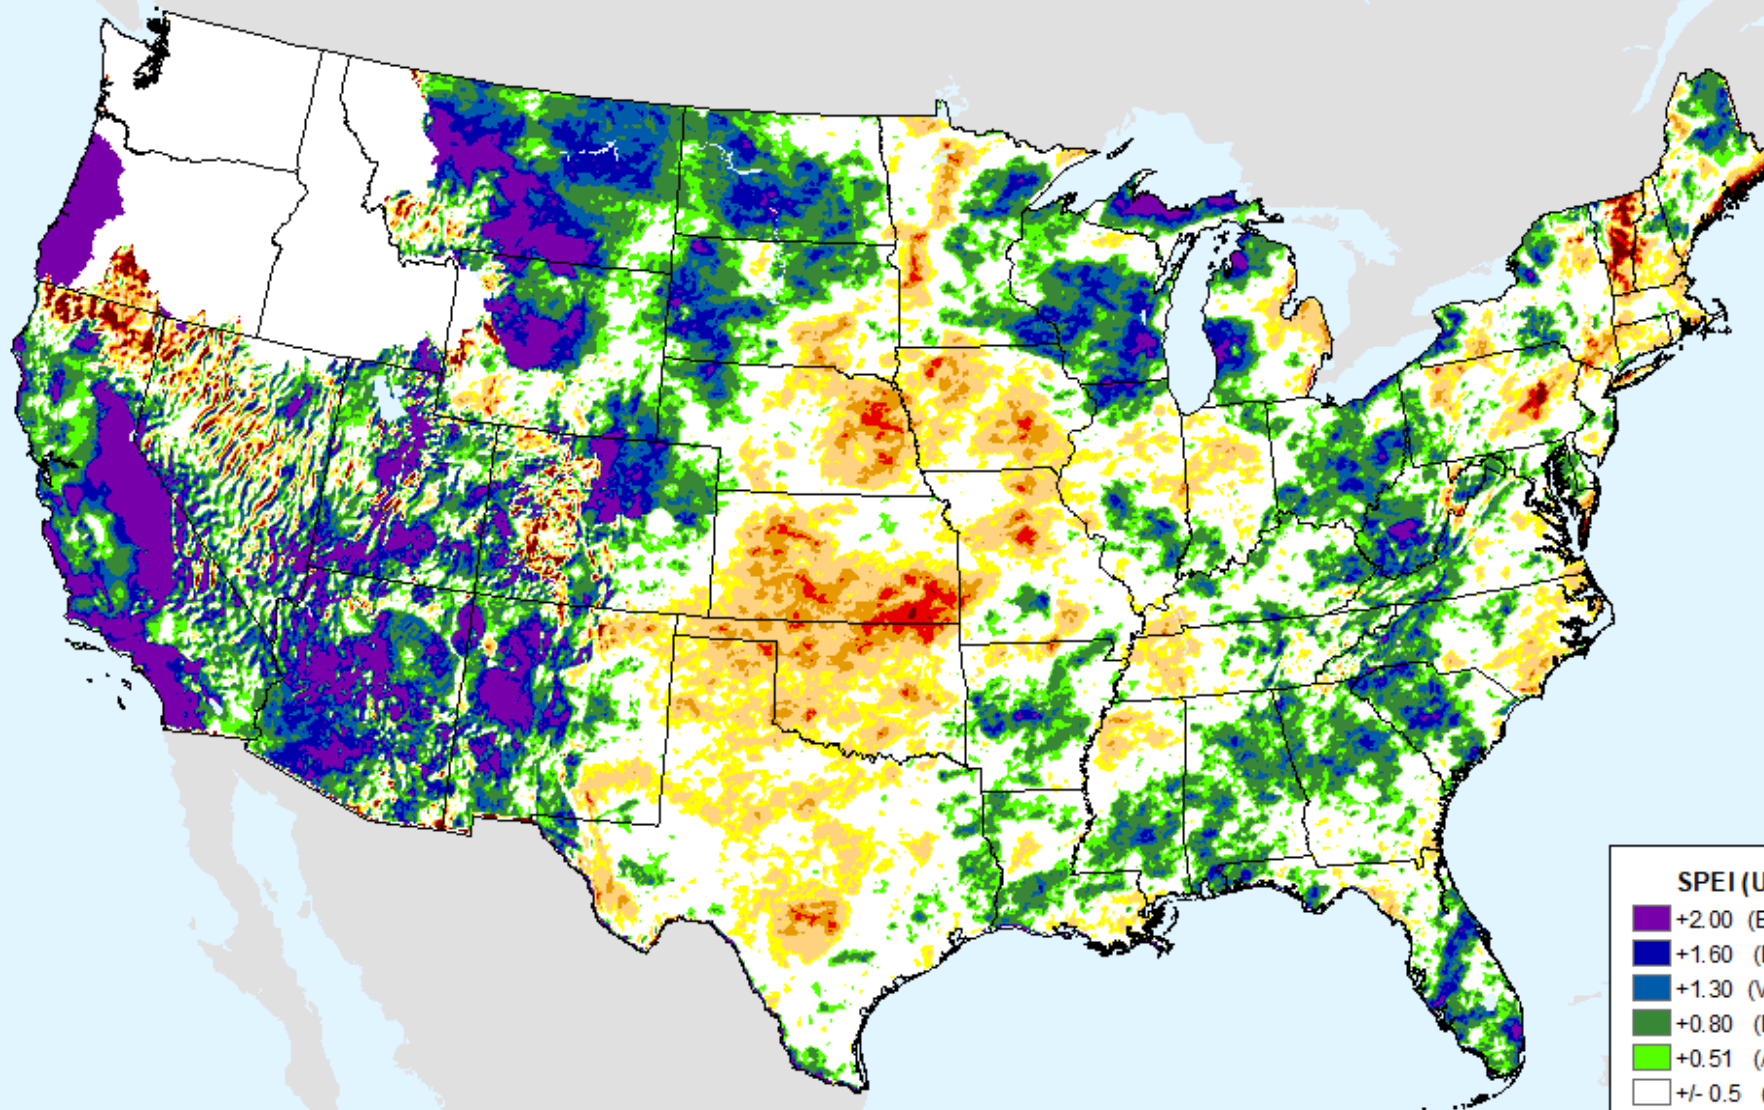 SPEI (U
+2.00 (E
+1.60 (
+1.30 (V
+0.80 (
+0.51 (
+/- 0.5 (